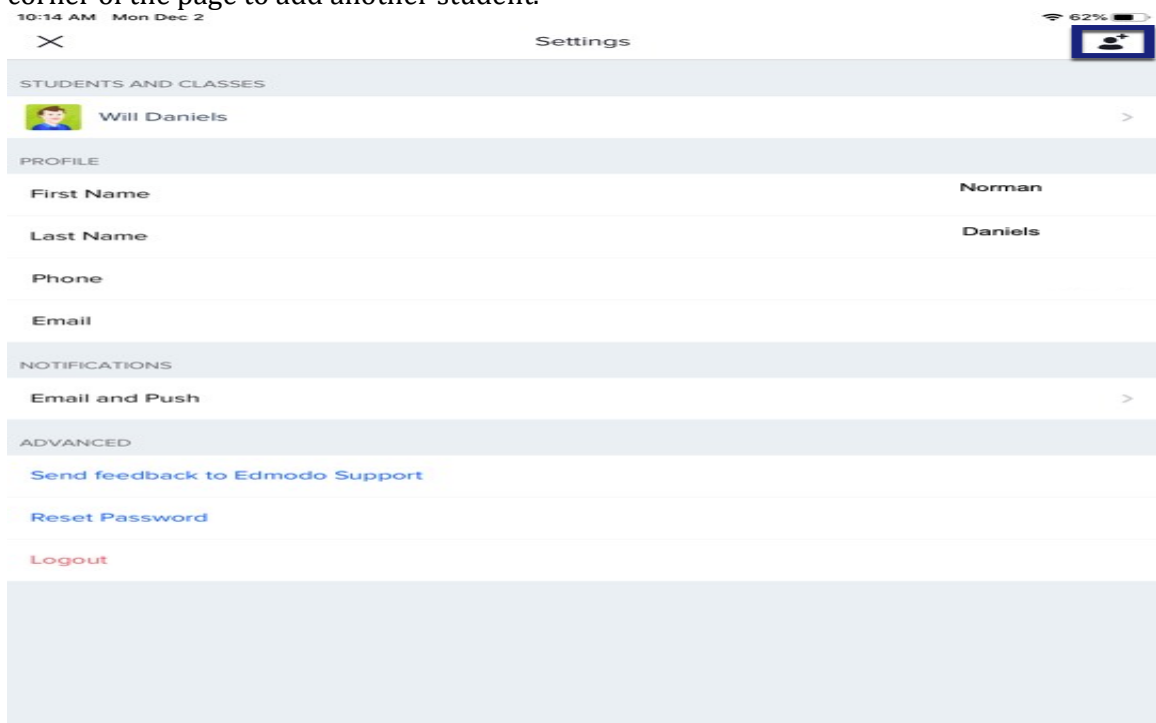 corner of the page to add another student.
10:14 AM Mon Dec 2 62%
Settings
STUDENTS AND CLASSES
Will Daniels >
PROFILE
First Name Norman
Last Name Daniels
Phone
Email
NOTIFICATIONS
Email and Push >
ADVANCED
Send feedback to Edmodo Support
Reset Password
Logout